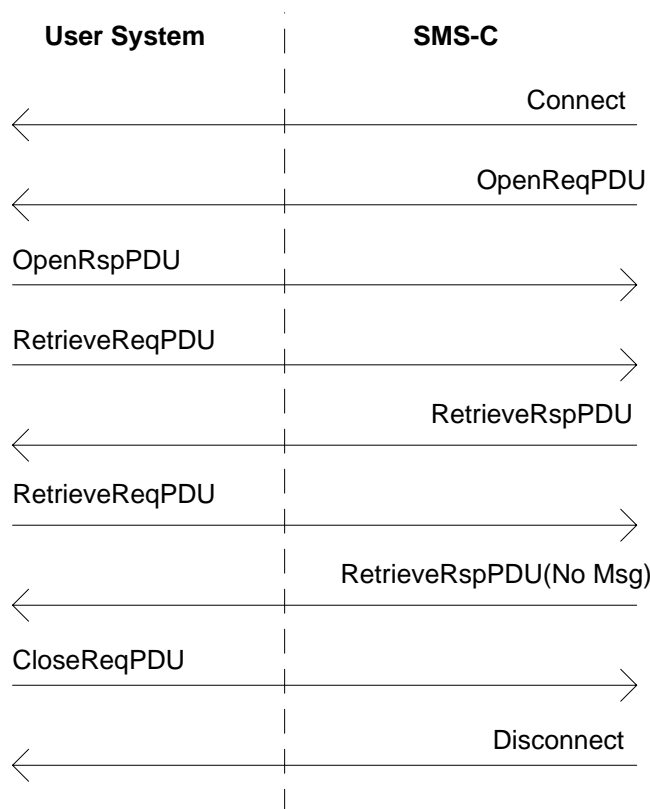 User System SMS-C
Connect
OpenReqPDU
OpenRspPDU
RetrieveReqPDU
RetrieveRspPDU
RetrieveReqPDU
RetrieveRspPDU(No Msg)
CloseReqPDU
Disconnect